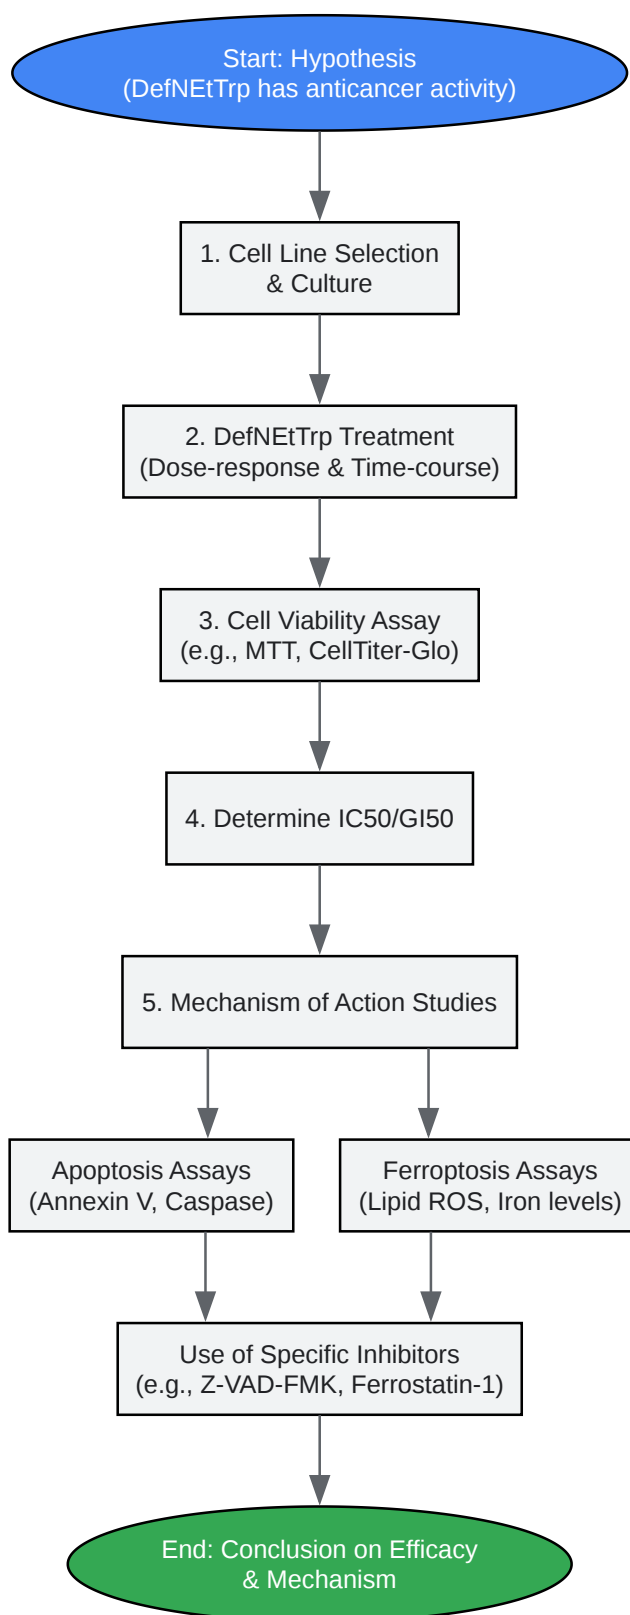 Start: Hypothesis
(DefNEtTrp has anticancer activity)
1. Cell Line Selection
& Culture
2. DefNEtTrp Treatment
(Dose-response & Time-course)
3. Cell Viability Assay
(e.g., MTT, CellTiter-Glo)
4. Determine IC50/GI50
5. Mechanism of Action Studies
Apoptosis Assays
(Annexin V, Caspase)
Ferroptosis Assays
(Lipid ROS, Iron levels)
Use of Specific Inhibitors
(e.g., Z-VAD-FMK, Ferrostatin-1)
End: Conclusion on Efficacy
& Mechanism